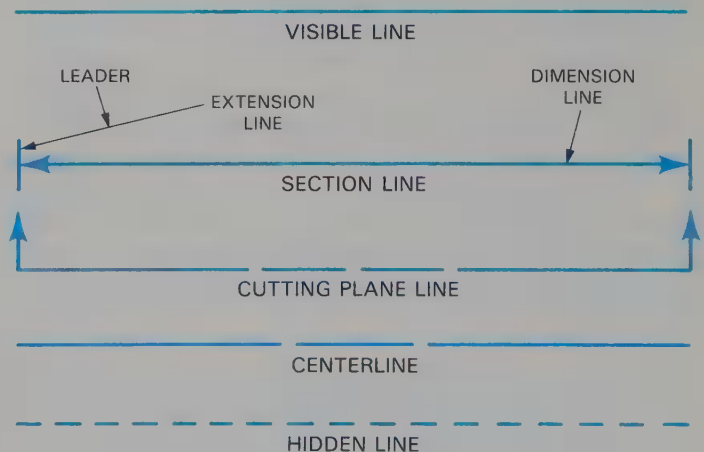 VISIBLE LINE
LEADER
EXTENSION
LINE
DIMENSION
LINE
SECTION LINE
CUTTING PLANE LINE
CENTERLINE
HIDDEN LINE